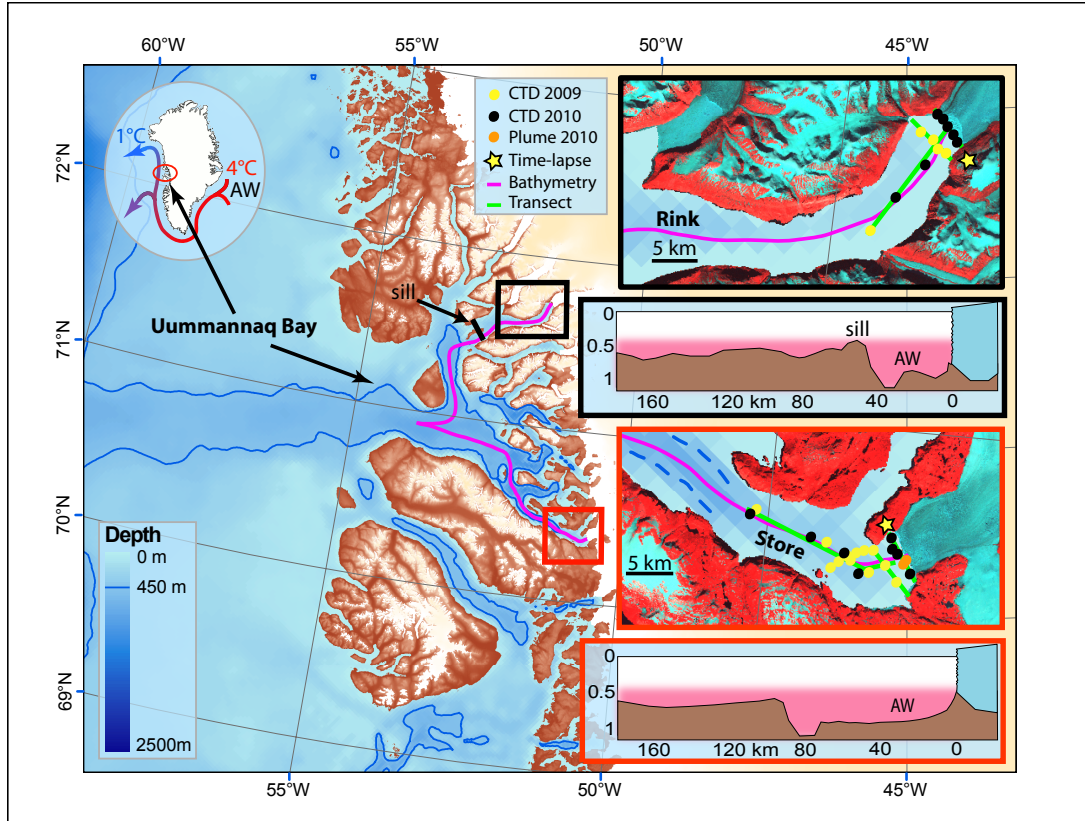 60°W
55°W
50°W
45°W
72°N
71°N
70°N
69°N
55°W
50°W
45°W
1°C
4°C
AW
Uummannaq Bay
sill
CTD 2009
CTD 2010
Plume 2010
Time-lapse
Bathymetry
Transect
Depth
0 m
450 m
2500m
Rink
5 km
0
0.5
1
sill
AW
160 120 km 80 40 0
Store
5 km
0
0.5
1
AW
160 120 km 80 40 0